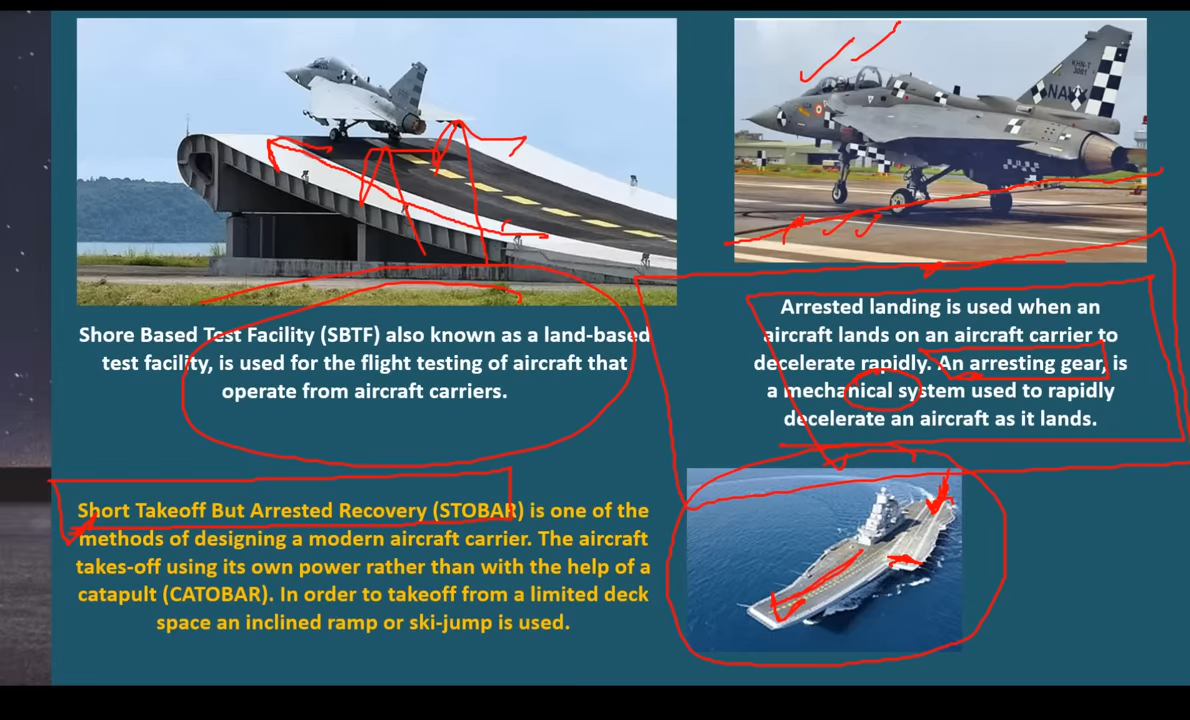 KHN-T
3001
NAVY
Shore Based Test Facility (SBTF) also known as a land-based
test facility, is used for the flight testing of aircraft that
operate from aircraft carriers.
Arrested landing is used when an
aircraft lands on an aircraft carrier to
decelerate rapidly. An arresting gear, is
a mechanical system used to rapidly
decelerate an aircraft as it lands.
Short Takeoff But Arrested Recovery (STOBAR) is one of the
methods of designing a modern aircraft carrier. The aircraft
takes-off using its own power rather than with the help of a
catapult (CATOBAR). In order to takeoff from a limited deck
space an inclined ramp or ski-jump is used.